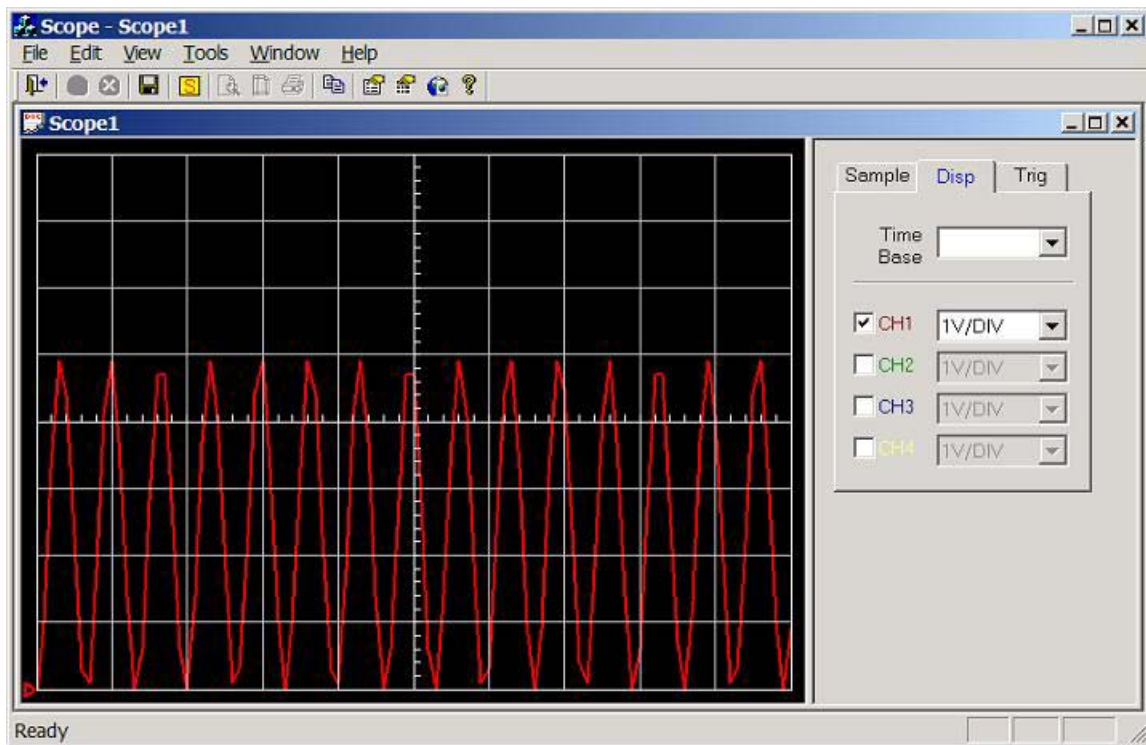 Scope - Scope1
File Edit View Tools Window Help
S
Scope1
Sample Disp Trig
Time
Base
CH1 1V/DIV
CH2 1V/DIV
CH3 1V/DIV
CH4 1V/DIV
Ready